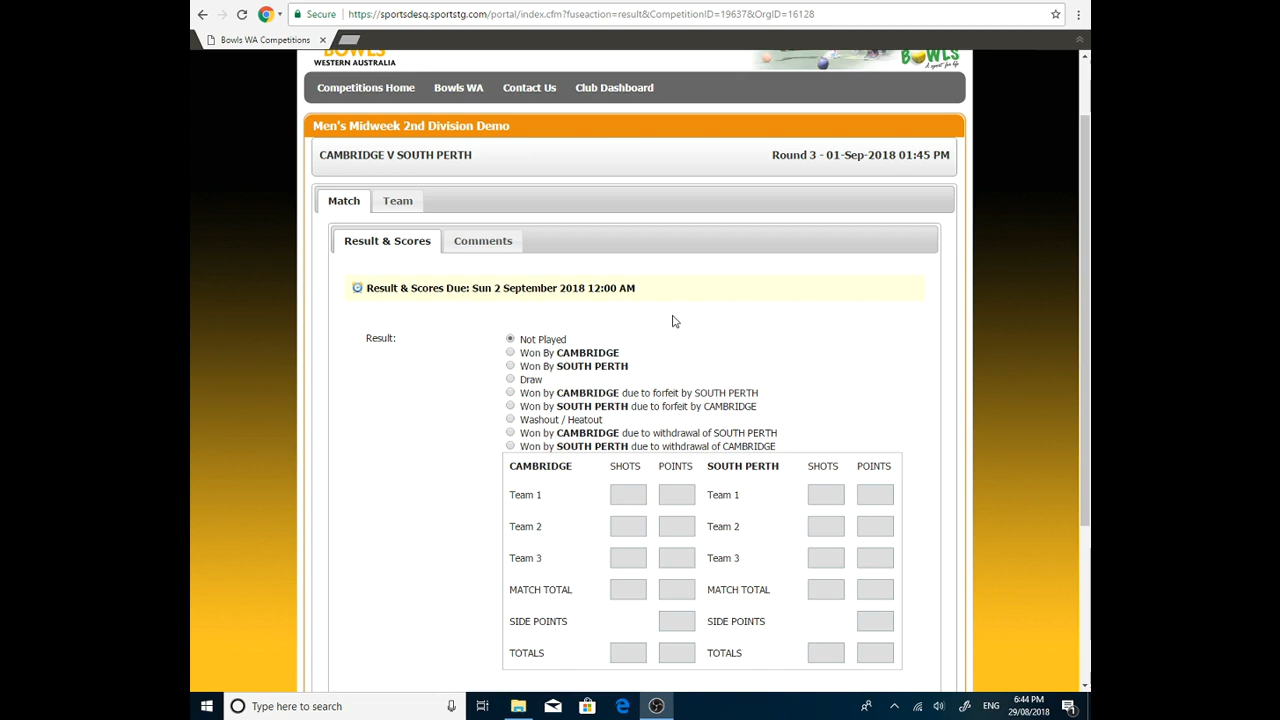 Secure https://sportsdesq.sportstg.com/portal/index.cfm?fuseaction=result&CompetitionID=19637&OrgID=16128
Bowls WA Competitions
BOWLS
WESTERN AUSTRALIA
BOWLS
A sport for life
Competitions Home Bowls WA Contact Us Club Dashboard
Men's Midweek 2nd Division Demo
CAMBRIDGE V SOUTH PERTH Round 3 - 01-Sep-2018 01:45 PM
Match Team
Result & Scores Comments
Result & Scores Due: Sun 2 September 2018 12:00 AM
Result: Not Played
Won By CAMBRIDGE
Won By SOUTH PERTH
Draw
Won by CAMBRIDGE due to forfeit by SOUTH PERTH
Won by SOUTH PERTH due to forfeit by CAMBRIDGE
Washout / Heatout
Won by CAMBRIDGE due to withdrawal of SOUTH PERTH
Won by SOUTH PERTH due to withdrawal of CAMBRIDGE
CAMBRIDGE SHOTS POINTS SOUTH PERTH SHOTS POINTS
Team 1 Team 1
Team 2 Team 2
Team 3 Team 3
MATCH TOTAL MATCH TOTAL
SIDE POINTS SIDE POINTS
TOTALS TOTALS
Type here to search ENG 6:44 PM
29/08/2018 1